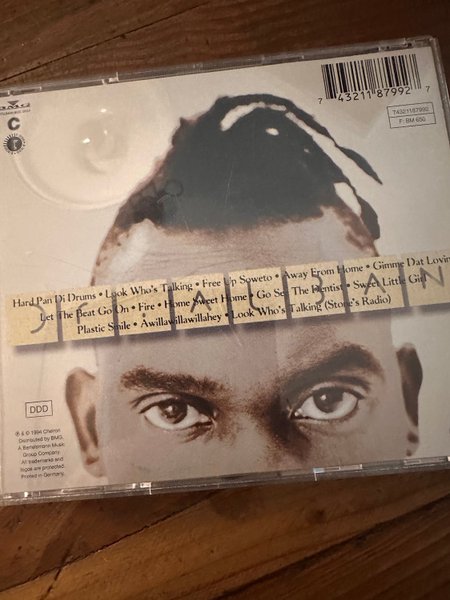 BMG
C
7 43211 87992 7
74321187992
F: BM 650
Hard Pan Di Drums • Look Who's Talking • Free Up Soweto • Away From Home • Gimme Dat Lovin
Let The Beat Go On • Fire • Home Sweet Home • Go See The Dentist • Sweet Little Girl
Plastic Smile • Awillawillawillahey • Look Who's Talking (Stone's Radio)
DDD
℗ & © 1994 Cheiron
Distributed by BMG.
A Bertelsmann Music
Group Company
All trademarks and
logos are protected.
Printed in Germany.